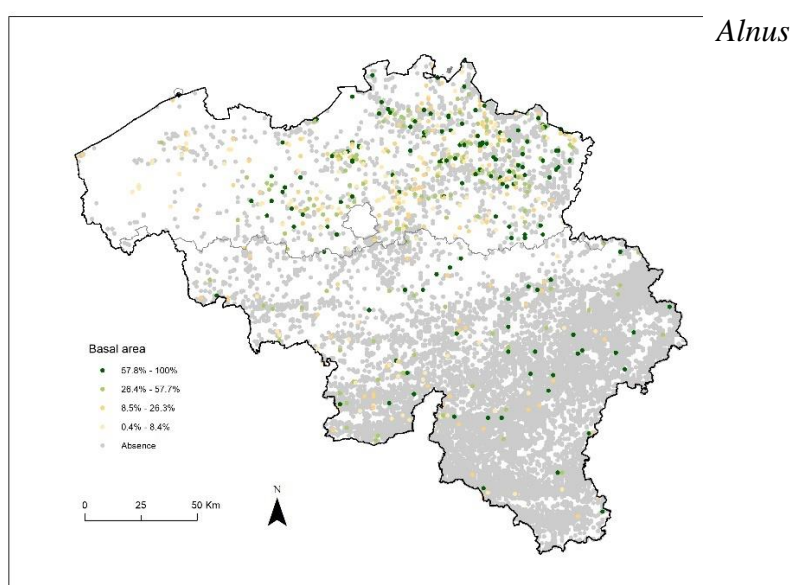 Alnus
Basal area
57.8% - 100%
26.4% - 57.7%
8.5% - 26.3%
0.4% - 8.4%
Absence
0 25 50 Km
N